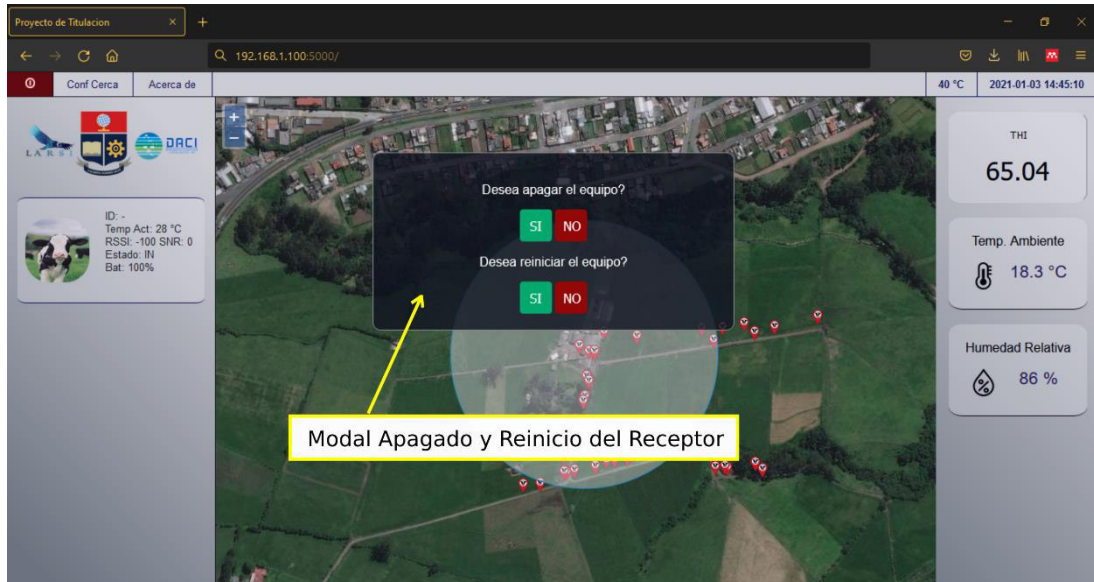 Proyecto de Titulacion
192.168.1.100:5000/
Conf Cerca
Acerca de
40 °C
2021-01-03 14:45:10
LARSI
DACI
ID: -
Temp Act: 28 °C
RSSI: -100 SNR: 0
Estado: IN
Bat: 100%
+
−
Desea apagar el equipo?
SI NO
Desea reiniciar el equipo?
SI NO
Modal Apagado y Reinicio del Receptor
THI
65.04
Temp. Ambiente
18.3 °C
Humedad Relativa
86 %